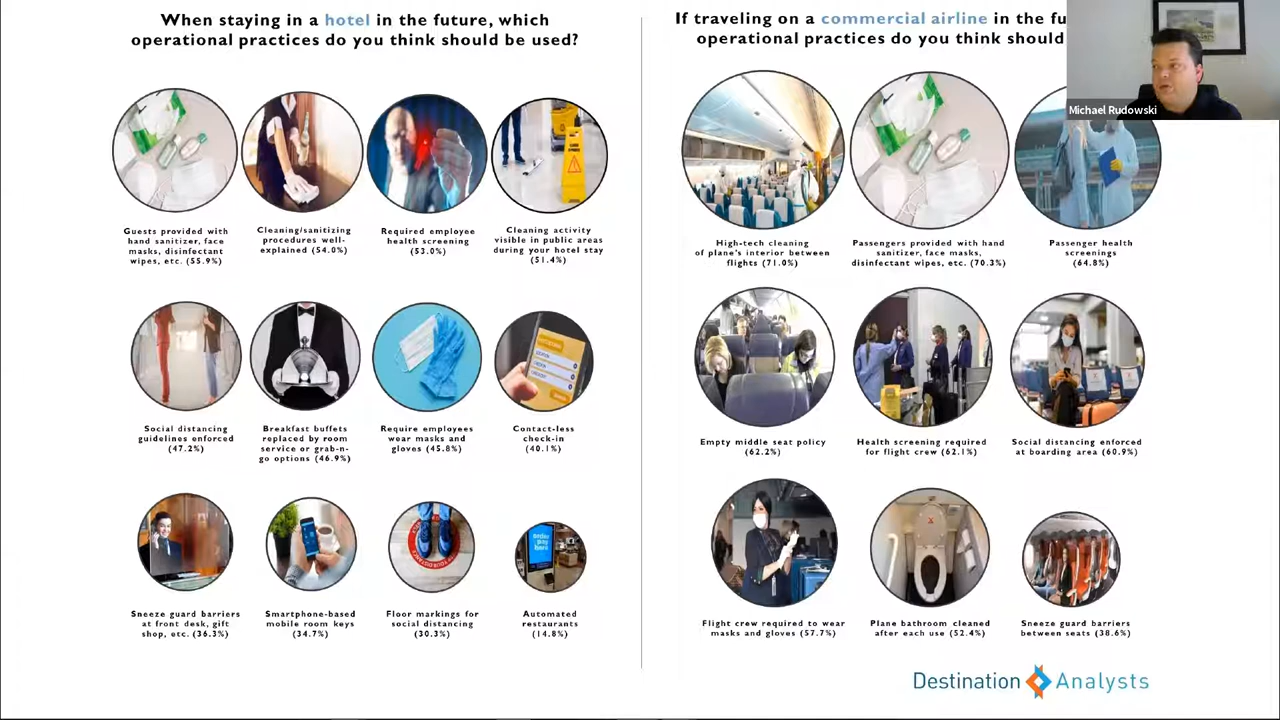 When staying in a hotel in the future, which
operational practices do you think should be used?
Guests provided with
hand sanitizer, face
masks, disinfectant
wipes, etc. (55.9%)
Cleaning/sanitizing
procedures well-
explained (54.0%)
Required employee
health screening (53.0%)
Cleaning activity
visible in public areas
during your hotel stay
(51.4%)
Social distancing
guidelines enforced
(47.2%)
Breakfast buffets
replaced by room
service or grab-n-
go options (46.9%)
Require employees
wear masks and
gloves (45.8%)
Contact-less
check-in
(40.1%)
Sneeze guard barriers
at front desk, gift
shop, etc. (36.3%)
Smartphone-based
mobile room keys
(34.7%)
Floor markings for
social distancing
(30.3%)
Automated
restaurants
(14.8%)
If traveling on a commercial airline in the fu
operational practices do you think should
Michael Rudowski
High-tech cleaning
of plane's interior between
flights (71.0%)
Passengers provided with hand
sanitizer, face masks,
disinfectant wipes, etc. (70.3%)
Passenger health
screenings
(64.8%)
Empty middle seat policy
(62.2%)
Health screening required
for flight crew (62.1%)
Social distancing enforced
at boarding area (60.9%)
Flight crew required to wear
masks and gloves (57.7%)
Plane bathroom cleaned
after each use (52.4%)
Sneeze guard barriers
between seats (38.6%)
Destination Analysts